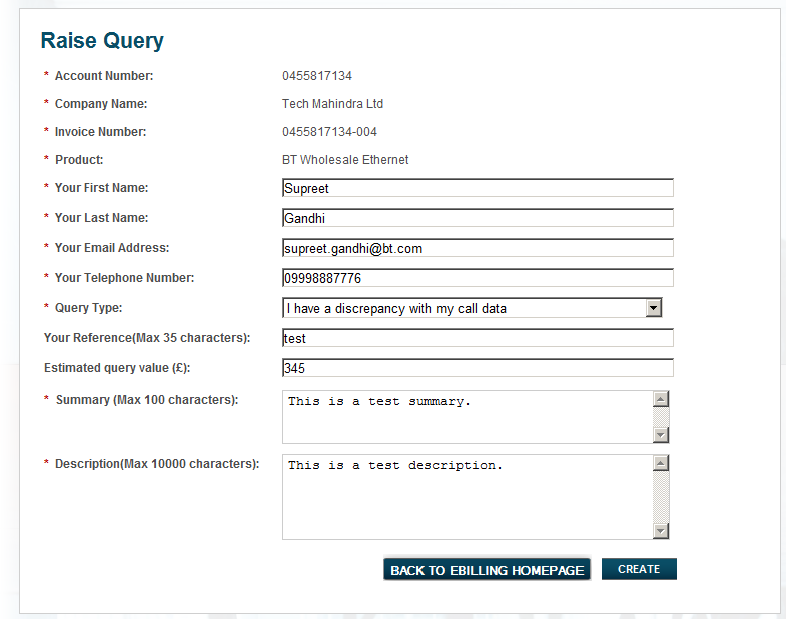 Raise Query
* Account Number: 0455817134
* Company Name: Tech Mahindra Ltd
* Invoice Number: 0455817134-004
* Product: BT Wholesale Ethernet
* Your First Name: Supreet
* Your Last Name: Gandhi
* Your Email Address: supreet.gandhi@bt.com
* Your Telephone Number: 09998887776
* Query Type: I have a discrepancy with my call data
Your Reference(Max 35 characters): test
Estimated query value (£): 345
* Summary (Max 100 characters): This is a test summary.
* Description(Max 10000 characters): This is a test description.
BACK TO EBILLING HOMEPAGE CREATE